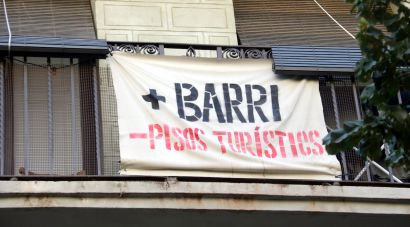 + BARRI
- PISOS TURÍSTICS